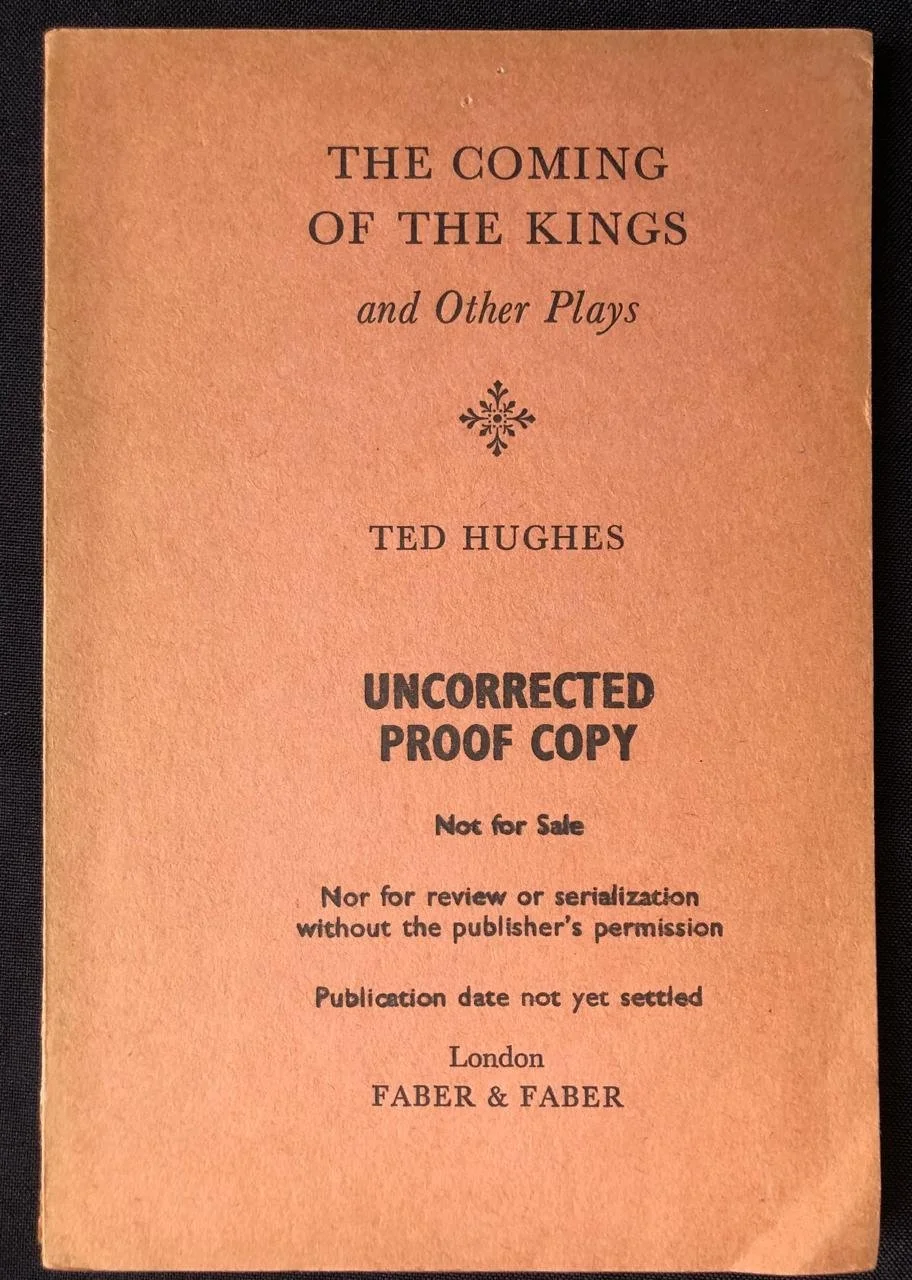 THE COMING
OF THE KINGS
and Other Plays
TED HUGHES
UNCORRECTED
PROOF COPY
Not for Sale
Nor for review or serialization
without the publisher's permission
Publication date not yet settled
London
FABER & FABER